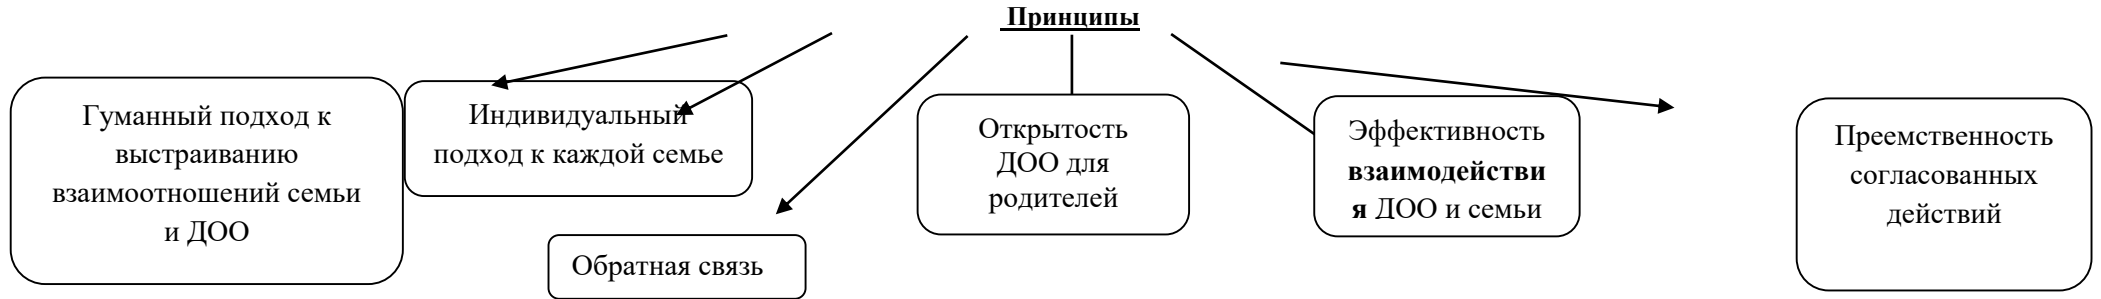 Принципы
Гуманный подход к
выстраиванию
взаимоотношений семьи
и ДОО
Индивидуальный
подход к каждой семье
Обратная связь
Открытость
ДОО для
родителей
Эффективность
взаимодействи
я ДОО и семьи
Преемственность
согласованных
действий